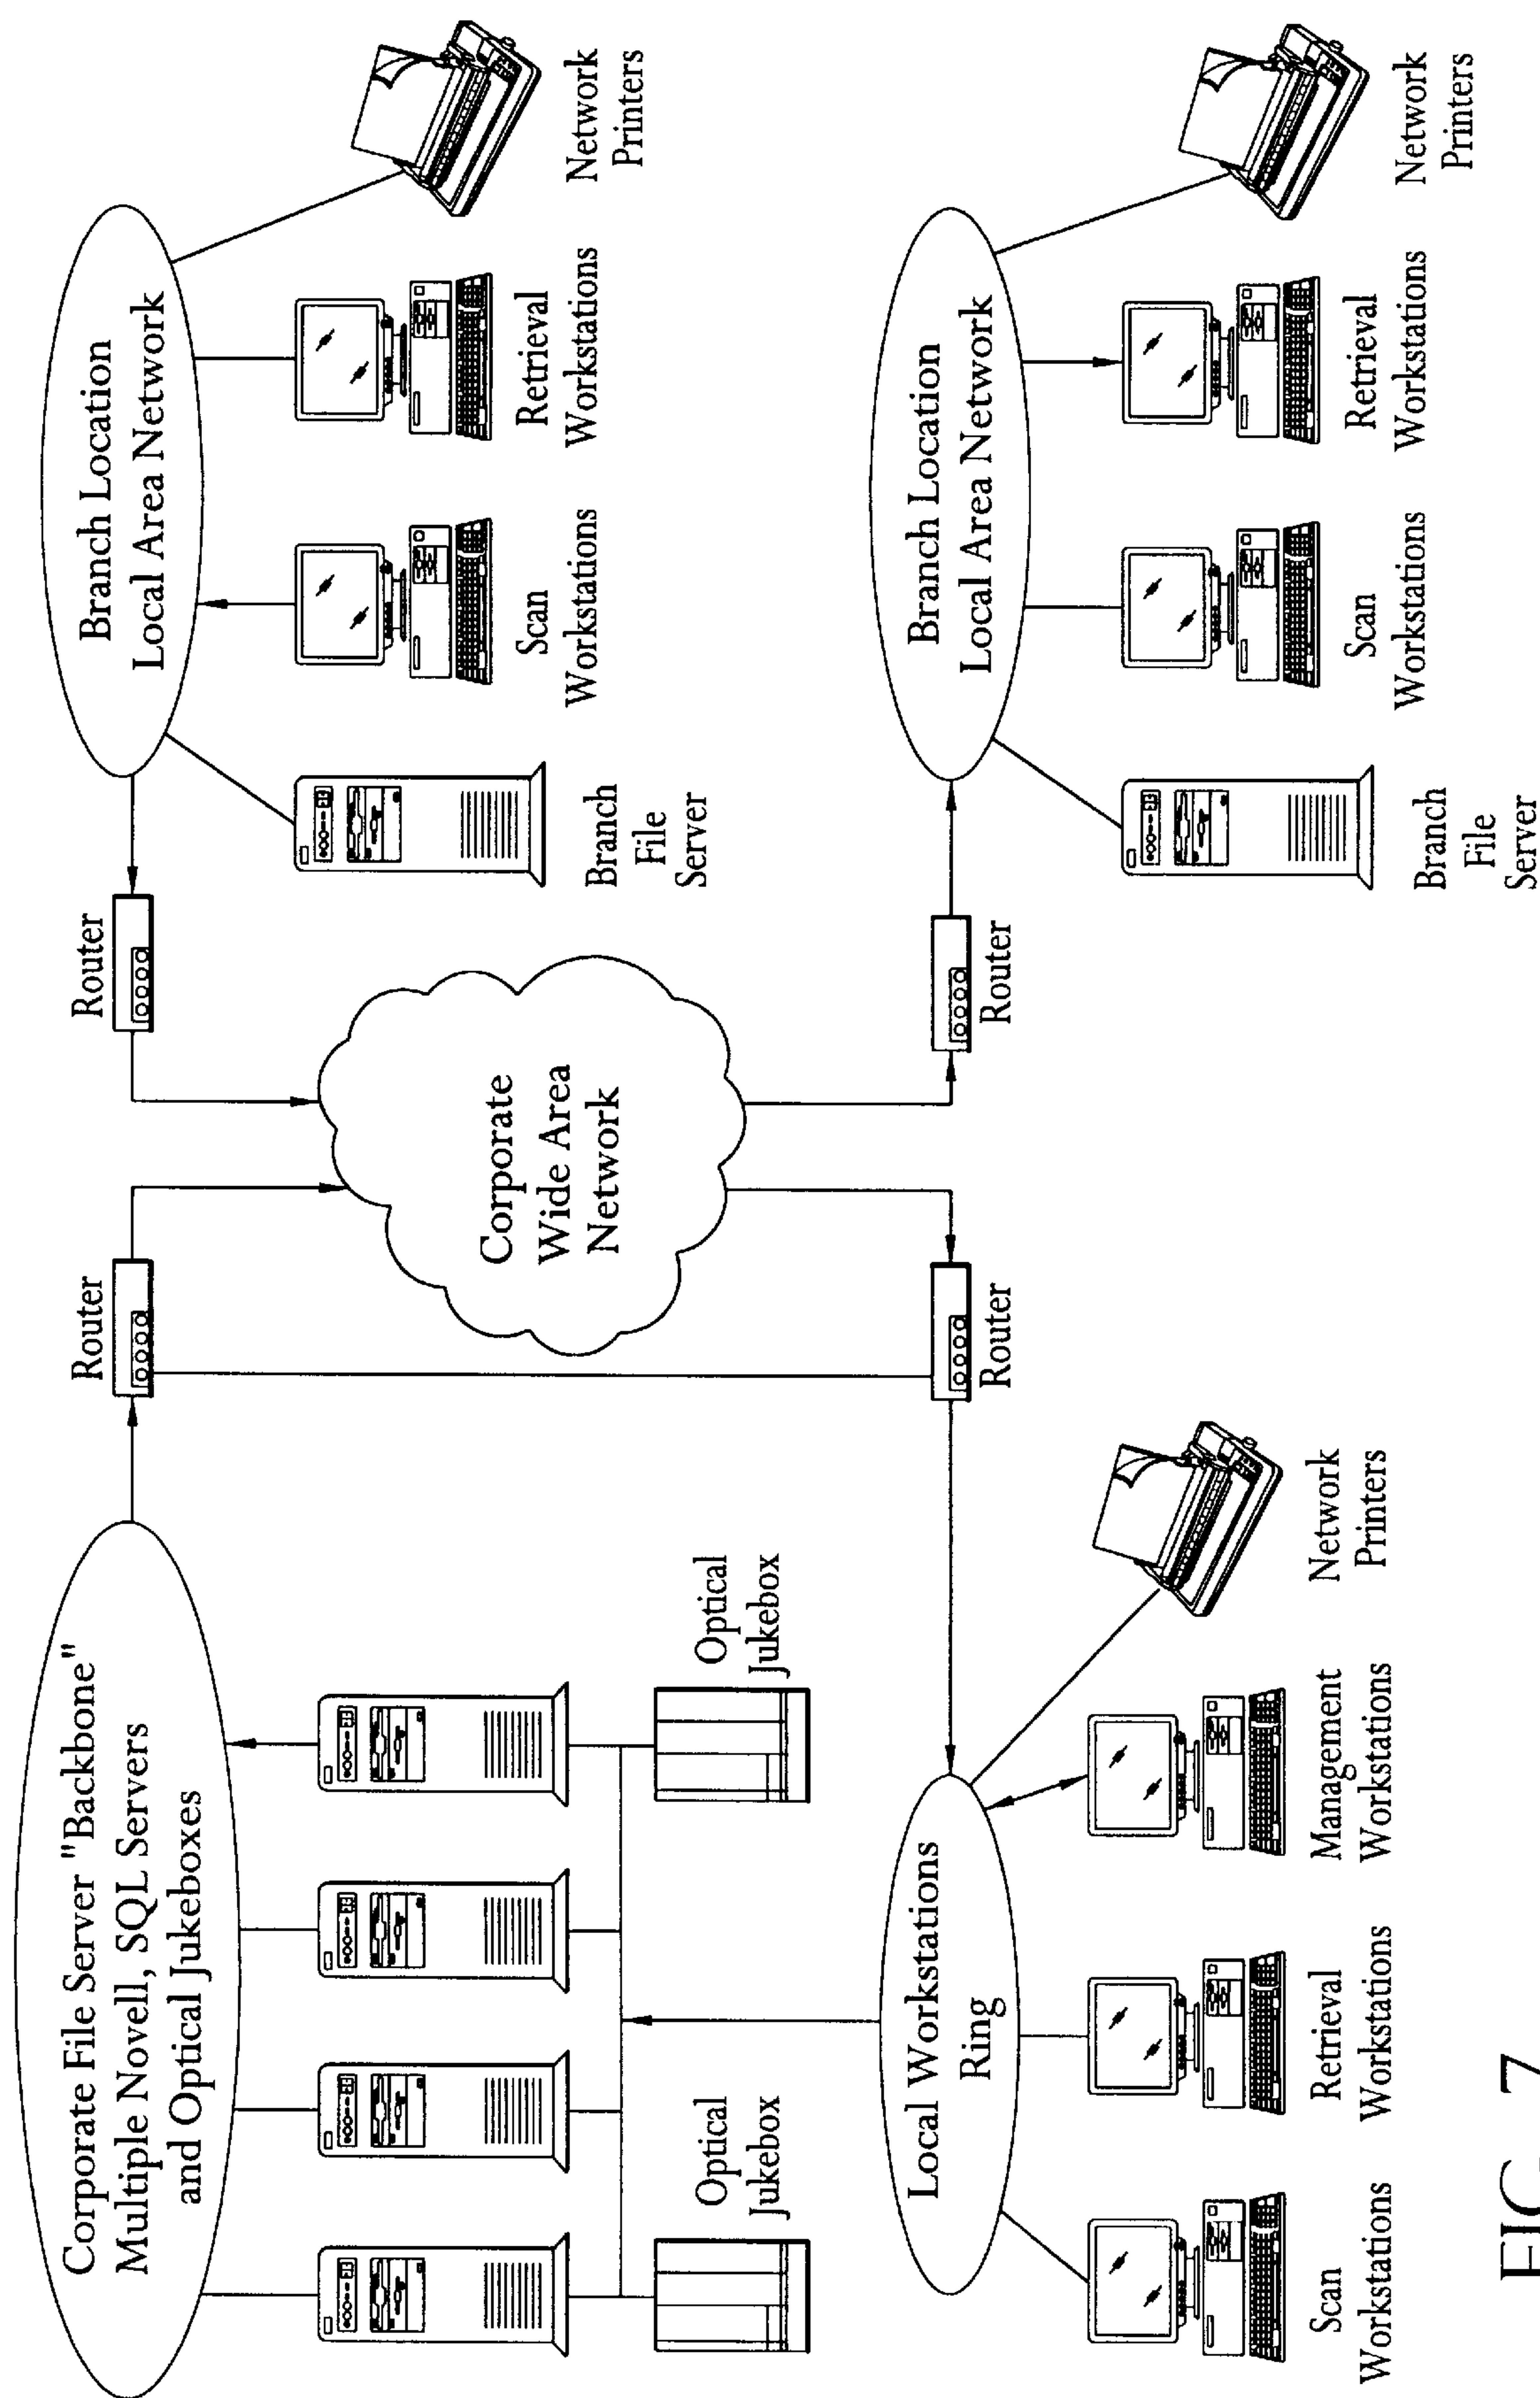 Corporate File Server "Backbone"
Multiple Novell, SQL Servers
and Optical Jukeboxes
Router
Router
Branch Location
Local Area Network
Optical
Jukebox
Optical
Jukebox
Corporate
Wide Area
Network
Branch
File
Server
Scan
Workstations
Retrieval
Workstations
Network
Printers
Local Workstations
Ring
Router
Router
Branch Location
Local Area Network
Scan
Workstations
Retrieval
Workstations
Management
Workstations
Network
Printers
Branch
File
Server
Scan
Workstations
Retrieval
Workstations
Network
Printers
FIG. 7